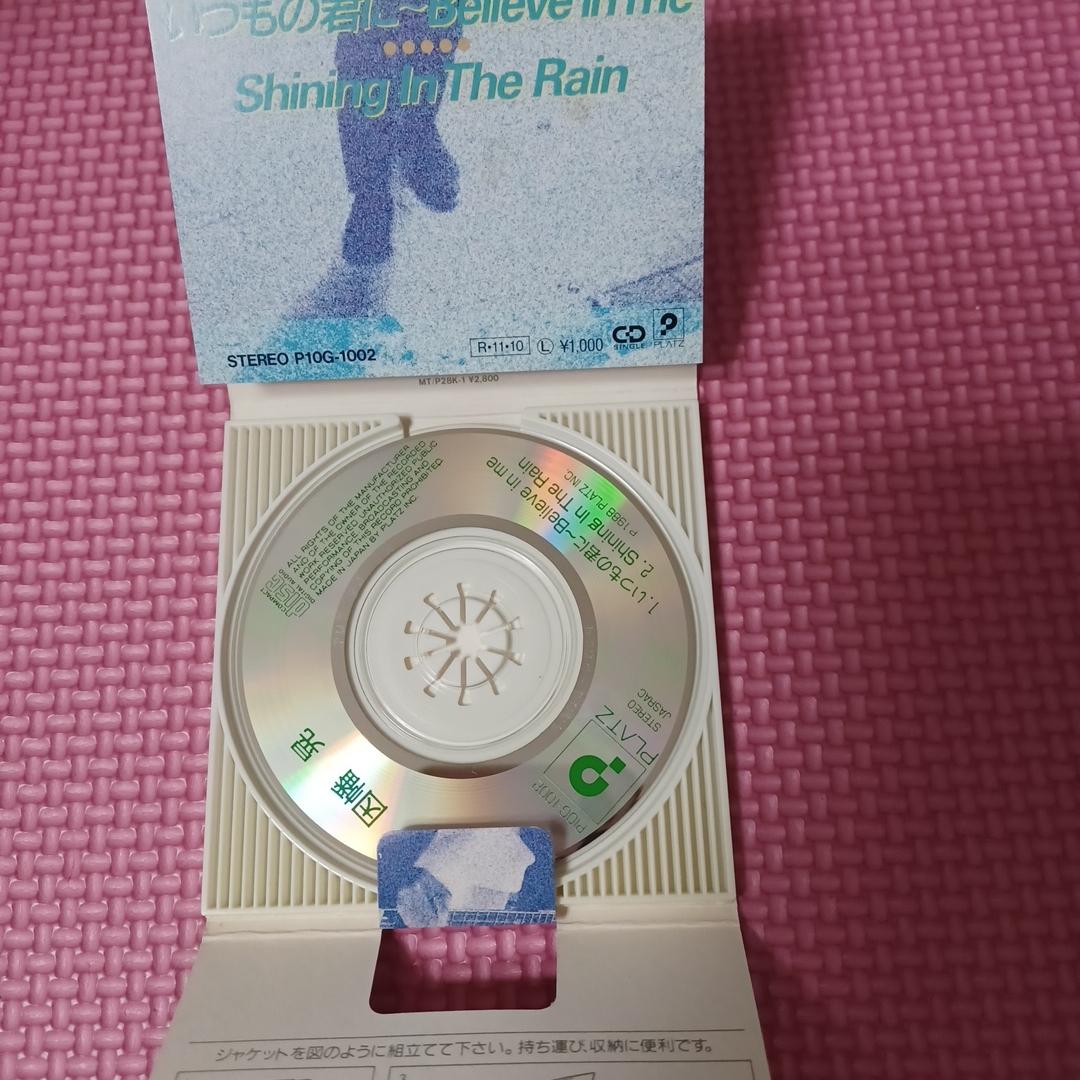 いつもの君に~Believe in me
Shining In The Rain
STEREO P10G-1002
R・11・10
L
¥1,000
CD
SINGLE
PLATZ
MT/P28K-1 ¥2,800
ALL RIGHTS OF THE MANUFACTURER
AND OF THE OWNER OF THE RECORDED
WORK RESERVED UNAUTHORIZED PUBLIC
PERFORMANCE BROADCASTING AND
COPYING OF THIS RECORD PROHIBITED.
MADE IN JAPAN BY PLATZ INC.
COMPACT
disc
DIGITAL AUDIO
1. いつもの君に~Believe in me
2. Shining In The Rain
P 1988 PLATZ INC.
STEREO
JASRAC
PLATZ
P10G-1002
因幡 晃
ジャケットを図のように組立てて下さい。持ち運び、収納に便利です。